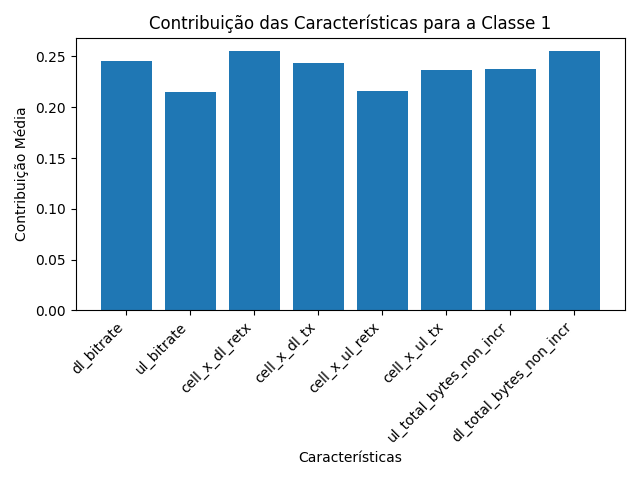 Contribuição das Características para a Classe 1
Contribuição Média
0.25
0.20
0.15
0.10
0.05
0.00
dl_bitrate
ul_bitrate
cell_x_dl_retx
cell_x_dl_tx
cell_x_ul_retx
cell_x_ul_tx
ul_total_bytes_non_incr
dl_total_bytes_non_incr
Características